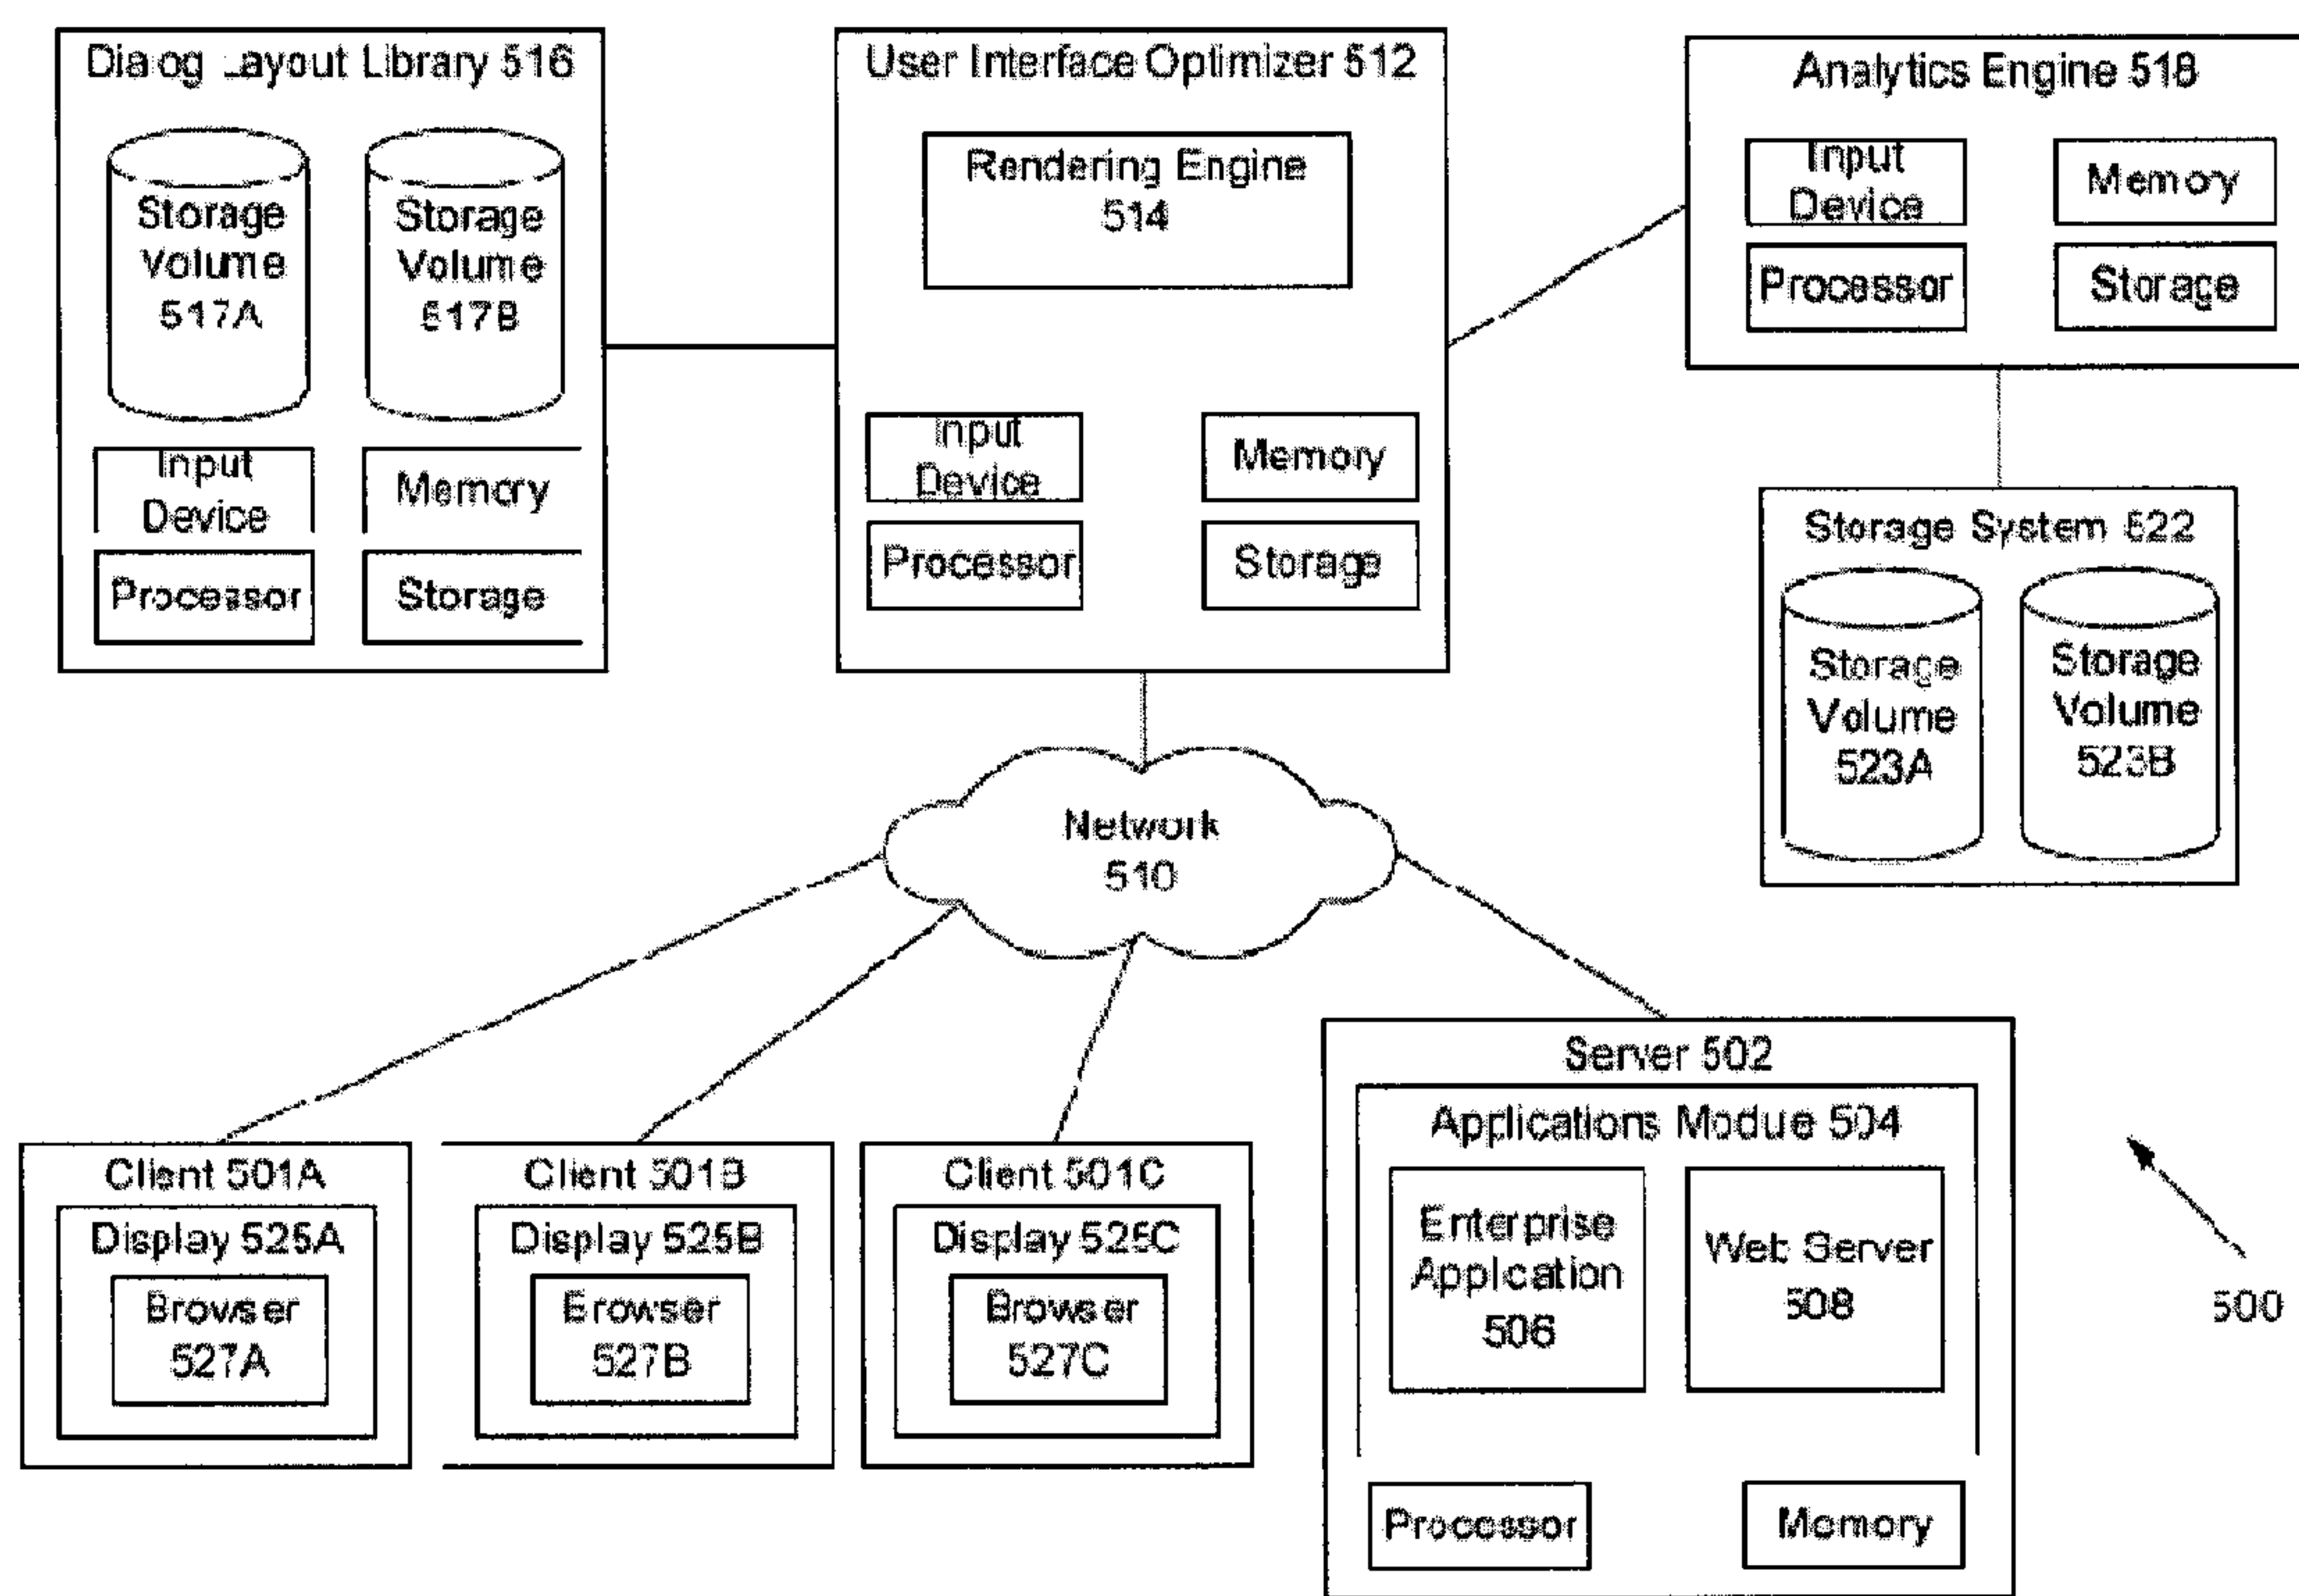 Dialog Layout Library 516
Storage
Volume
517A
Storage
Volume
517B
Input
Device
Memory
Processor
Storage
User Interface Optimizer 512
Rendering Engine
514
Input
Device
Memory
Processor
Storage
Analytics Engine 518
Input
Device
Memory
Processor
Storage
Storage System 522
Storage
Volume
523A
Storage
Volume
523B
Network
510
Client 501A
Display 525A
Browser
527A
Client 501B
Display 525B
Browser
527B
Client 501C
Display 525C
Browser
527C
Server 502
Applications Module 504
Enterprise
Application
506
Web Server
508
Processor
Memory
500